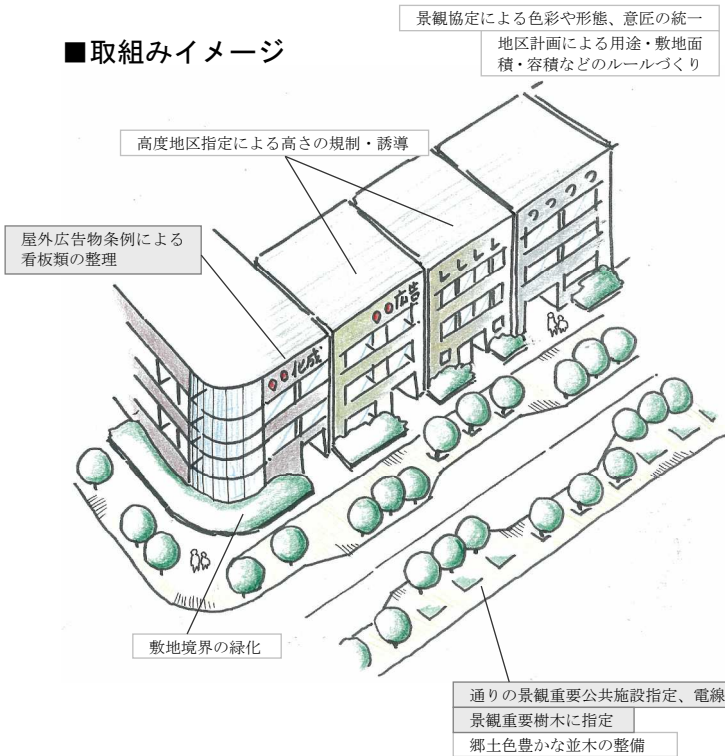 景観協定による色彩や形態、意匠の統一
■取組みイメージ
地区計画による用途・敷地面
積・容積などのルールづくり
高度地区指定による高さの規制・誘導
屋外広告物条例による
看板類の整理
広告
化成
敷地境界の緑化
通りの景観重要公共施設指定、電線
景観重要樹木に指定
郷土色豊かな並木の整備